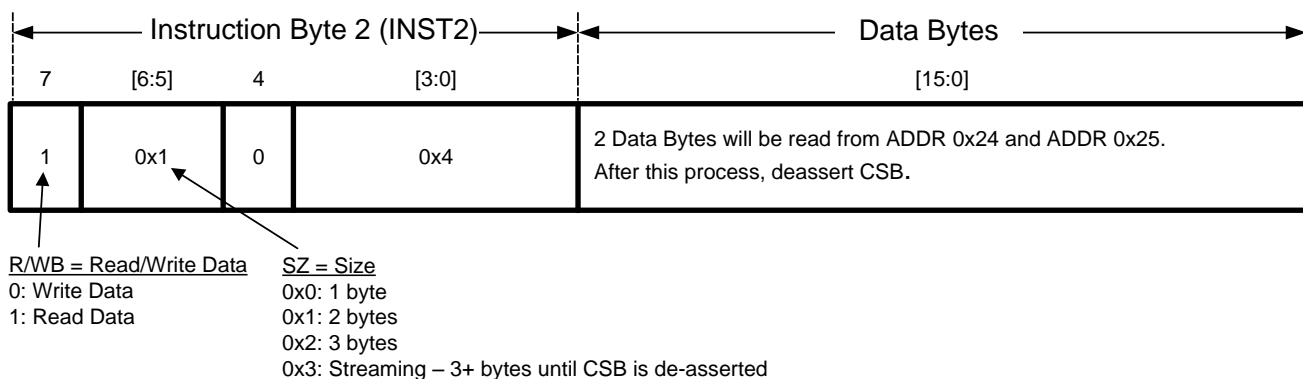 Instruction Byte 2 (INST2) Data Bytes
7 [6:5] 4 [3:0] [15:0]
1 0x1 0 0x4
2 Data Bytes will be read from ADDR 0x24 and ADDR 0x25.
After this process, deassert CSB.
R/WB = Read/Write Data
0: Write Data
1: Read Data
SZ = Size
0x0: 1 byte
0x1: 2 bytes
0x2: 3 bytes
0x3: Streaming – 3+ bytes until CSB is de-asserted